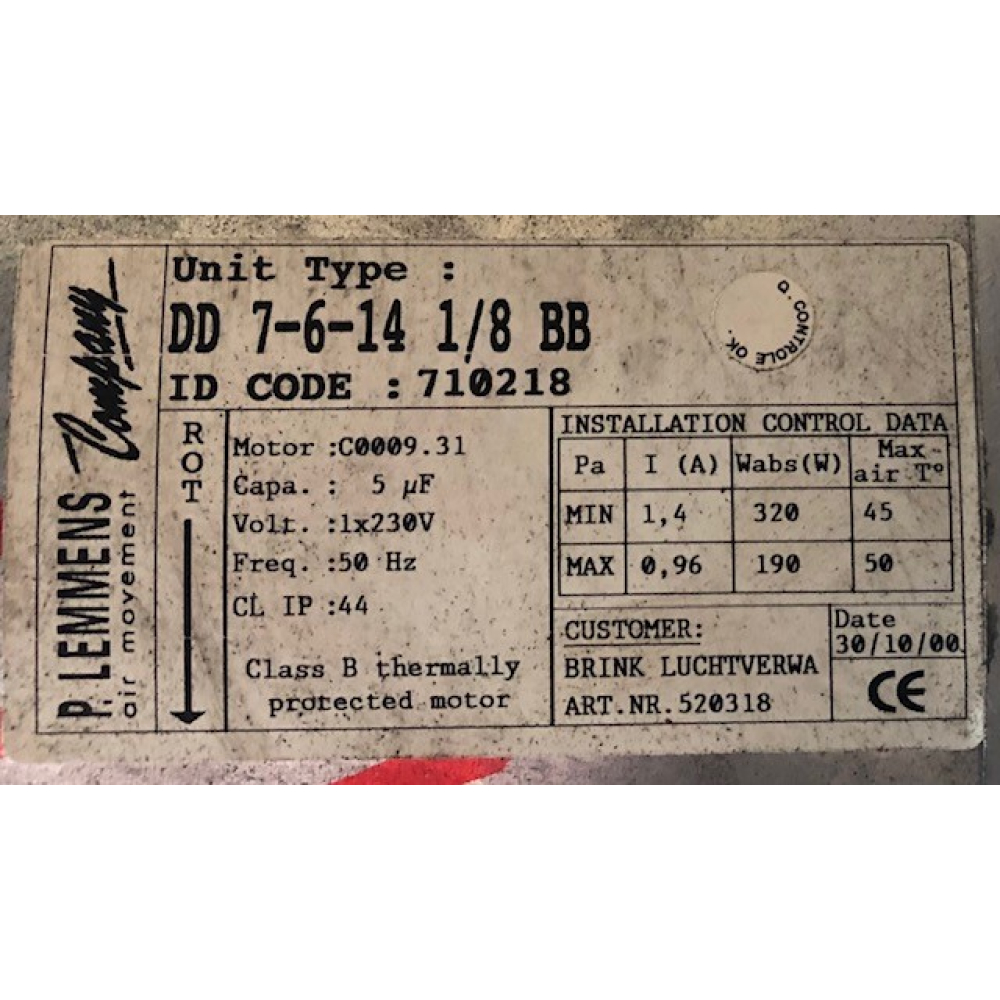 P. LEMMENS Company
air movement
Unit Type :
DD 7-6-14 1/8 BB
ID CODE : 710218
Q. CONTROLE OK.
ROT
Motor :C0009.31
Capa. : 5 µF
Volt. :1x230V
Freq. :50 Hz
CL IP :44
Class B thermally
protected motor
INSTALLATION CONTROL DATA
Pa I (A) Wabs(W) Max air T°
MIN 1,4 320 45
MAX 0,96 190 50
CUSTOMER:
BRINK LUCHTVERWA
ART.NR.520318
Date
30/10/00
CE